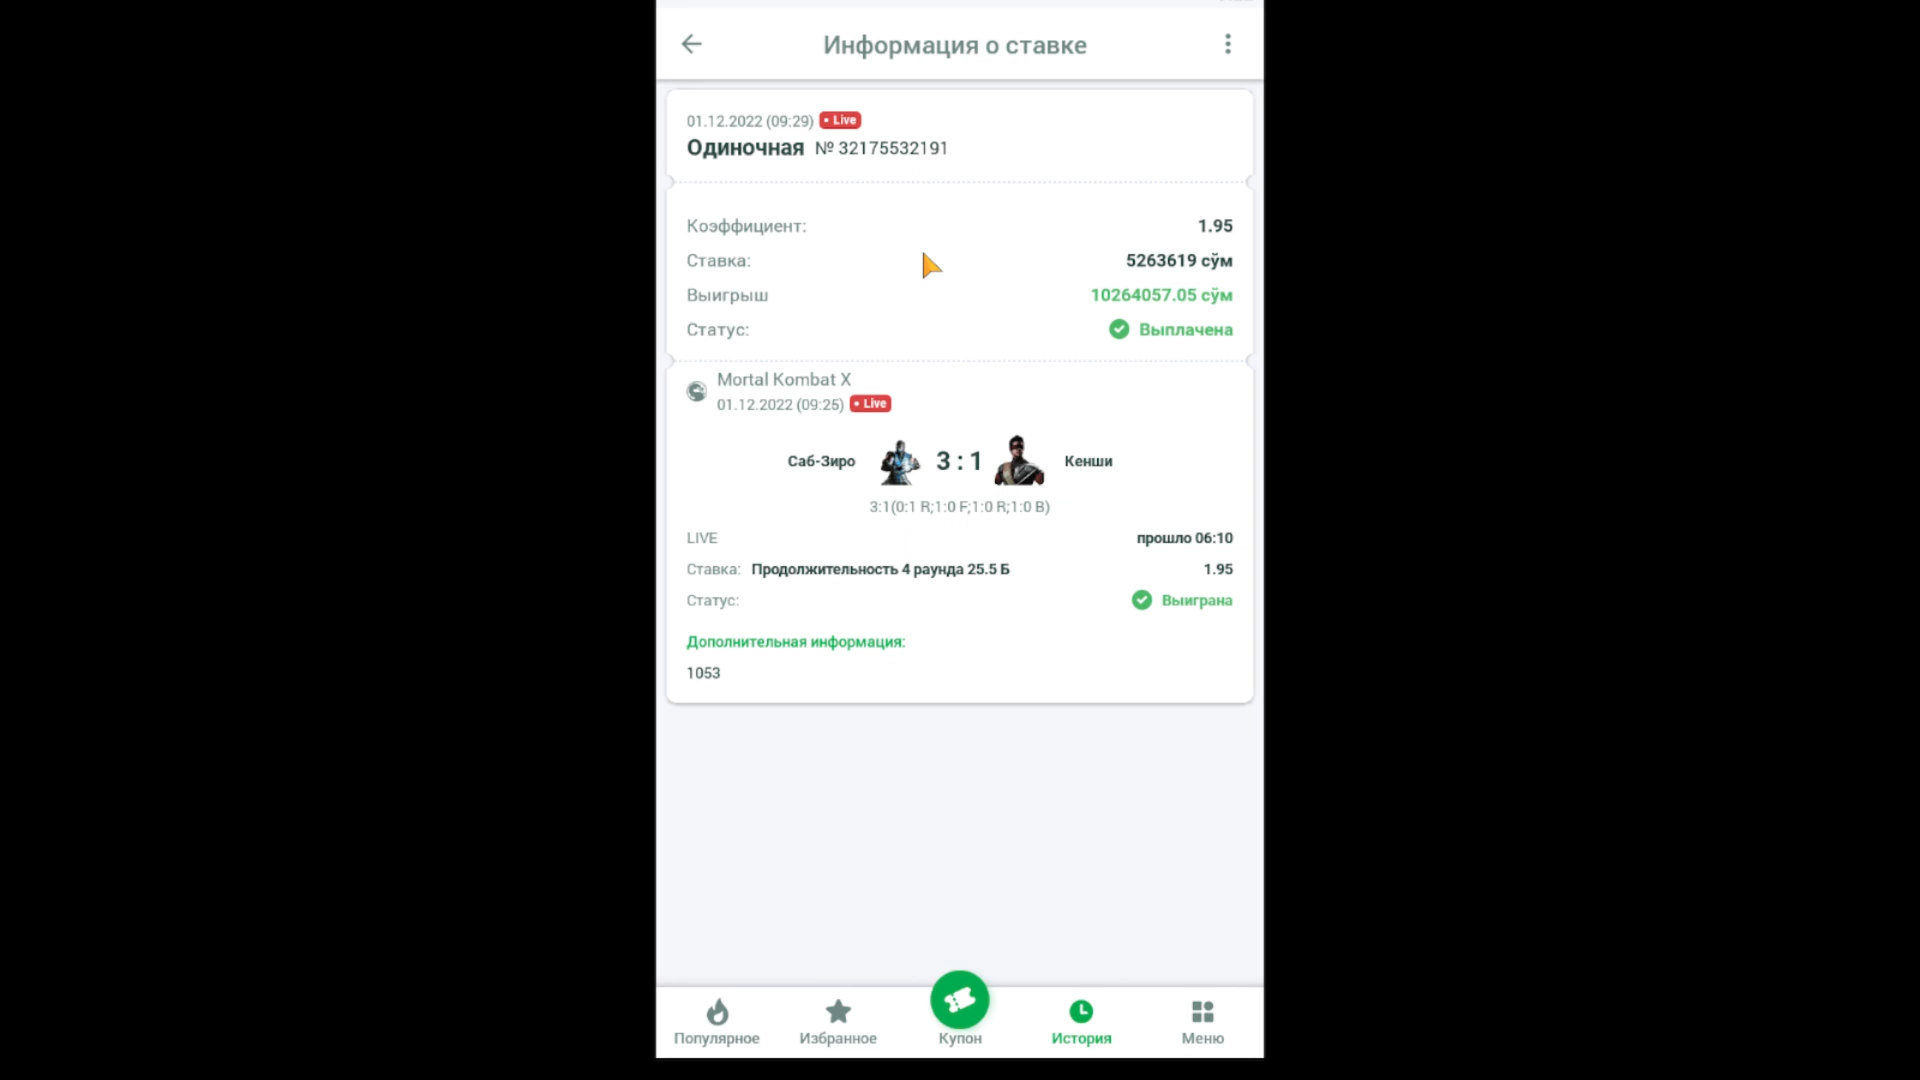 Информация о ставке
01.12.2022 (09:29) • Live
Одиночная № 32175532191
Коэффициент: 1.95
Ставка: 5263619 сўм
Выигрыш 10264057.05 сўм
Статус: Выплачена
Mortal Kombat X
01.12.2022 (09:25) • Live
Саб-Зиро 3 : 1 Кенши
3:1(0:1 R;1:0 F;1:0 R;1:0 B)
LIVE прошло 06:10
Ставка: Продолжительность 4 раунда 25.5 Б 1.95
Статус: Выиграна
Дополнительная информация:
1053
Популярное Избранное Купон История Меню